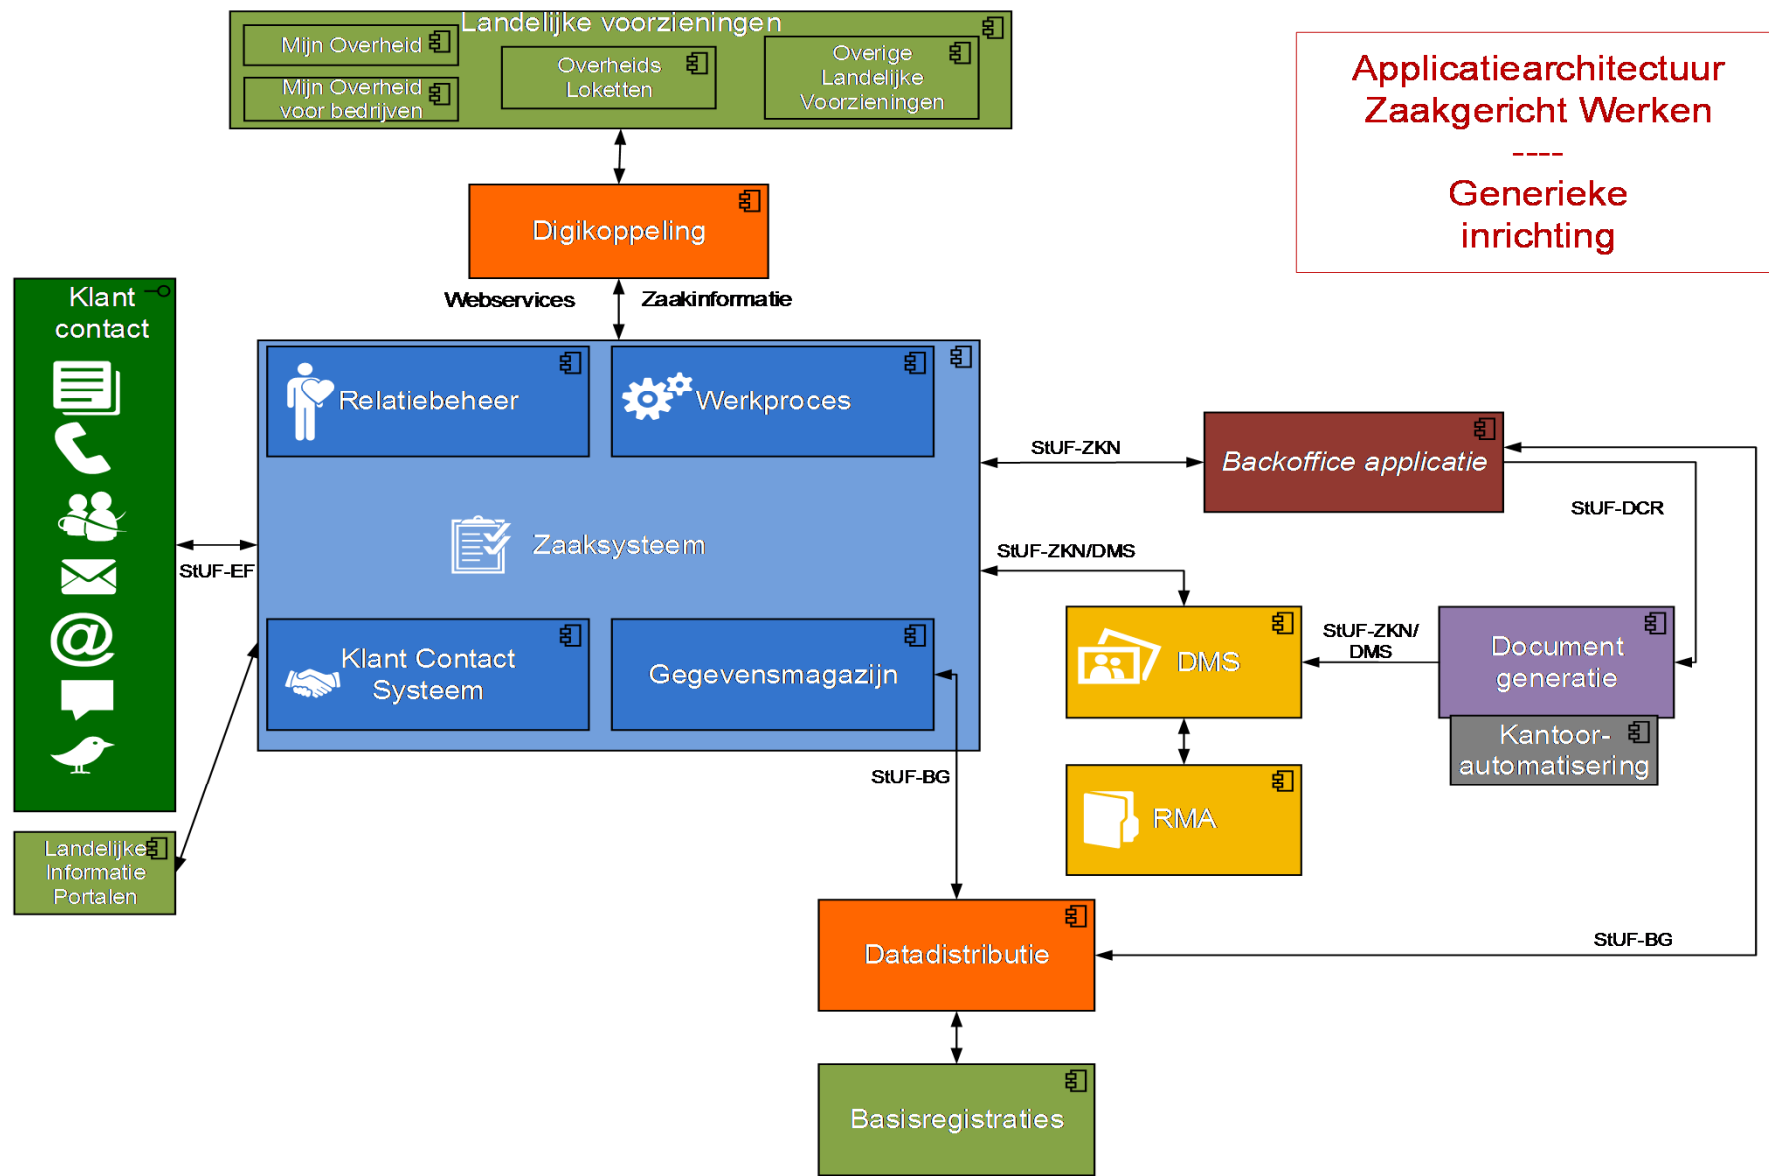 Landelijke voorzieningen
Mijn Overheid
Mijn Overheid
voor bedrijven
Overheids
Loketten
Overige
Landelijke
Voorzieningen
Applicatiearchitectuur
Zaakgericht Werken
----
Generieke
inrichting
Digikoppeling
Webservices
Zaakinformatie
Klant
contact
@
StUF-EF
Relatiebeheer
Werkproces
Zaaksysteem
Klant Contact
Systeem
Gegevensmagazijn
StUF-ZKN
Backoffice applicatie
StUF-DCR
StUF-ZKN/DMS
DMS
StUF-ZKN/
DMS
Document
generatie
Kantoor-
automatisering
RMA
StUF-BG
Landelijke
Informatie
Portalen
Datadistributie
StUF-BG
Basisregistraties